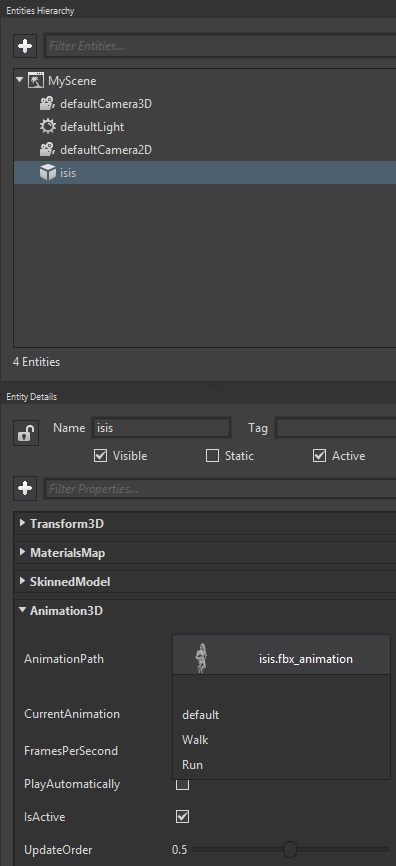 Entities Hierarchy
Filter Entities...
MyScene
defaultCamera3D
defaultLight
defaultCamera2D
isis
4 Entities
Entity Details
Name isis Tag
Visible Static Active
Filter Properties...
Transform3D
MaterialsMap
SkinnedModel
Animation3D
AnimationPath isis.fbx_animation
CurrentAnimation default
Walk
FramesPerSecond
Run
PlayAutomatically
IsActive
UpdateOrder 0.5